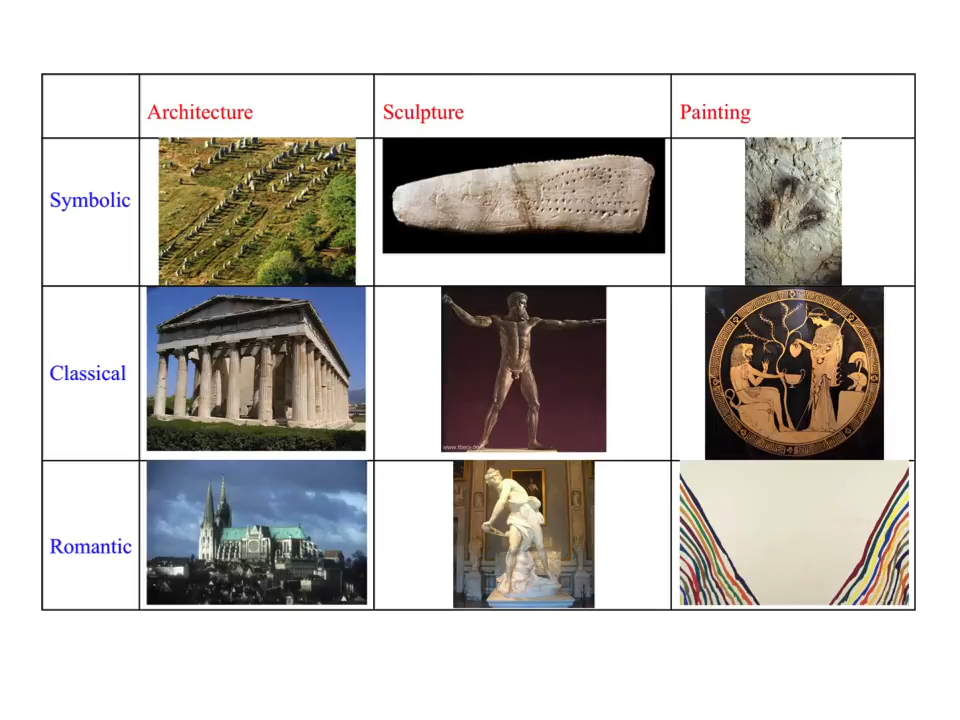 Architecture Sculpture Painting
Symbolic
Classical
Romantic